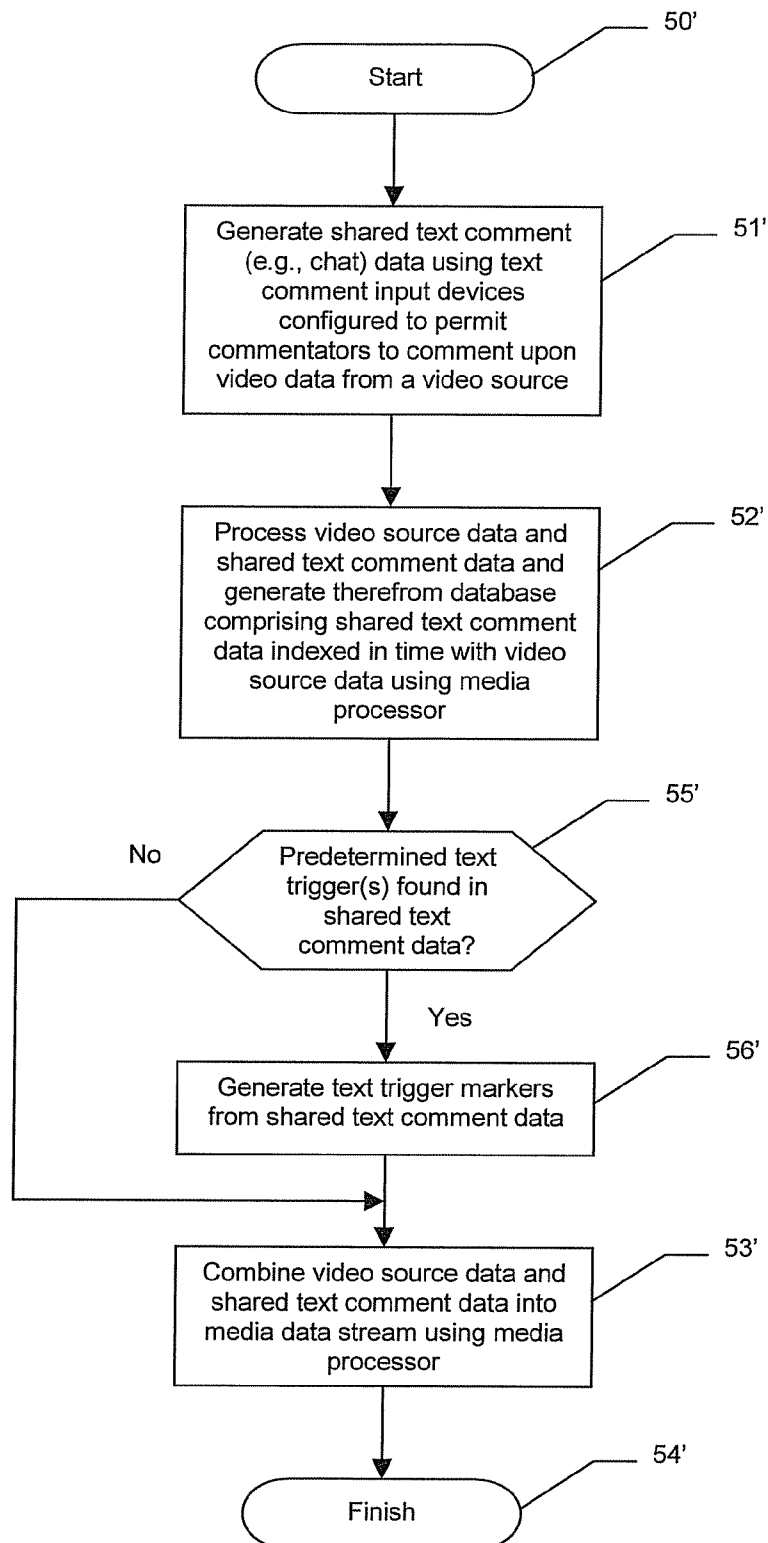 50'
Start
51'
Generate shared text comment
(e.g., chat) data using text
comment input devices
configured to permit
commentators to comment upon
video data from a video source
52'
Process video source data and
shared text comment data and
generate therefrom database
comprising shared text comment
data indexed in time with video
source data using media
processor
55'
No
Predetermined text
trigger(s) found in
shared text
comment data?
Yes
56'
Generate text trigger markers
from shared text comment data
53'
Combine video source data and
shared text comment data into
media data stream using media
processor
54'
Finish